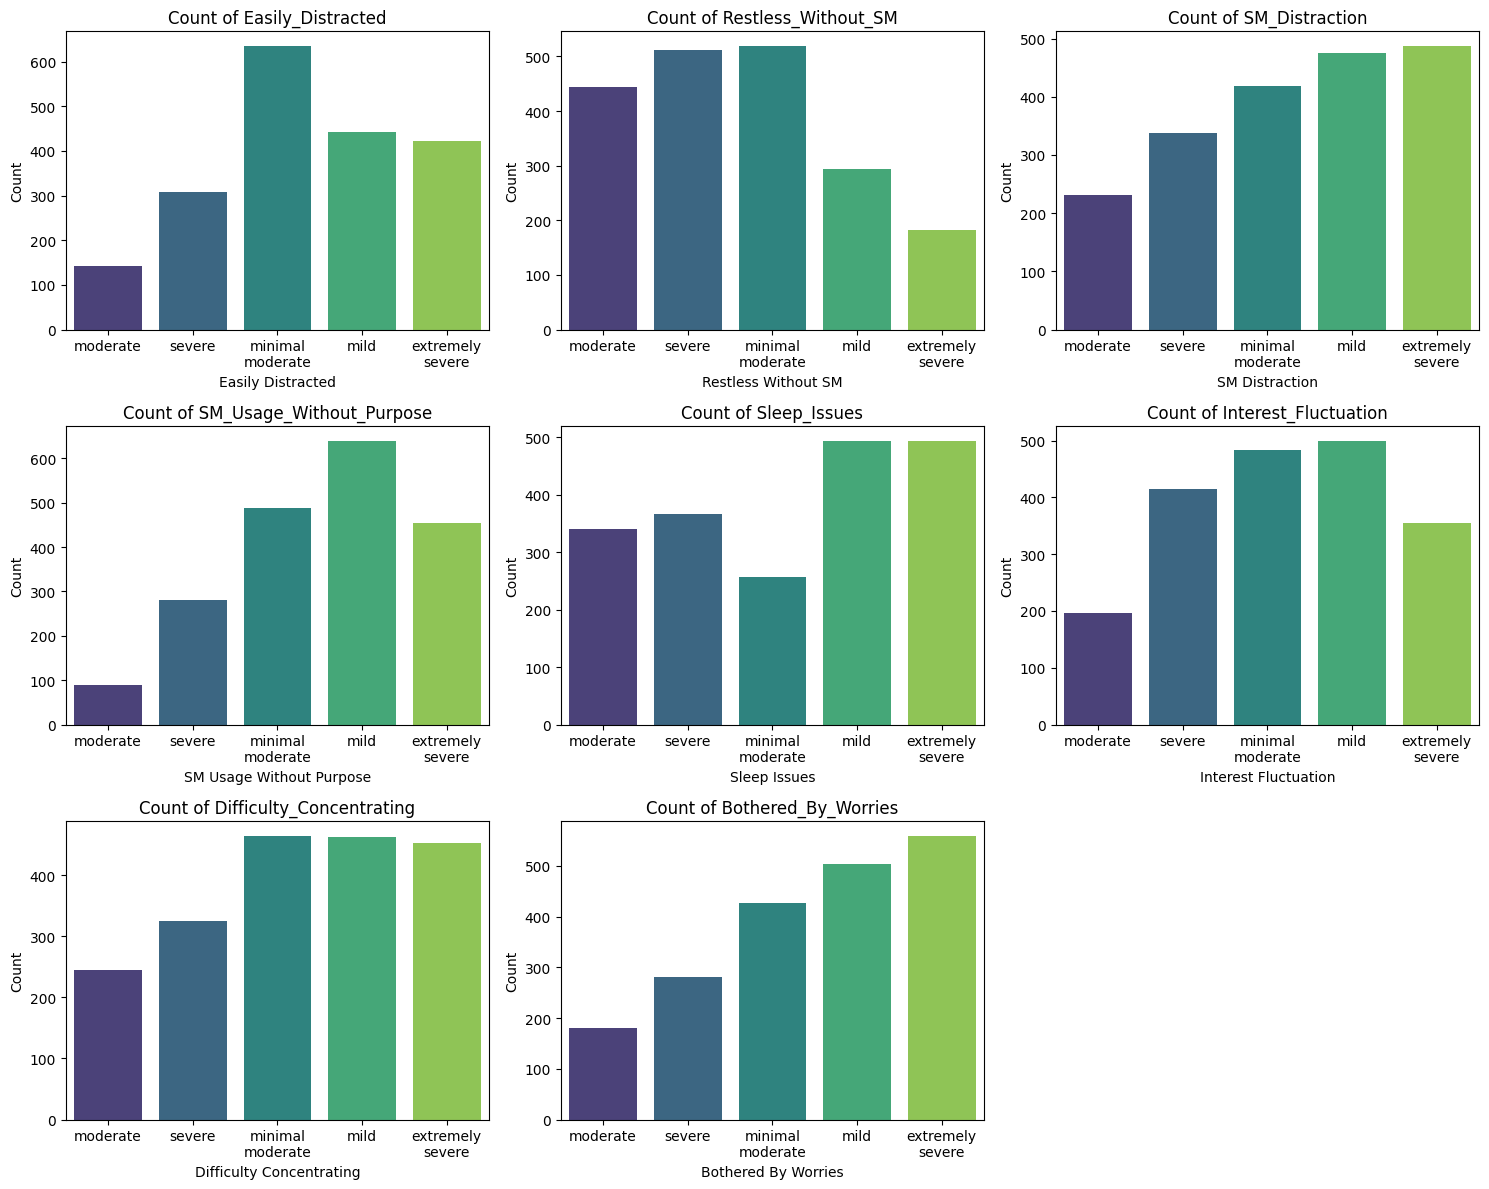 Count of Easily_Distracted
Count
600
500
400
300
200
100
0
moderate severe minimal mild extremely
moderate severe
Easily Distracted
Count of Restless_Without_SM
Count
500
400
300
200
100
0
moderate severe minimal mild extremely
moderate severe
Restless Without SM
Count of SM_Distraction
Count
500
400
300
200
100
0
moderate severe minimal mild extremely
moderate severe
SM Distraction
Count of SM_Usage_Without_Purpose
Count
600
500
400
300
200
100
0
moderate severe minimal mild extremely
moderate severe
SM Usage Without Purpose
Count of Sleep_Issues
Count
500
400
300
200
100
0
moderate severe minimal mild extremely
moderate severe
Sleep Issues
Count of Interest_Fluctuation
Count
500
400
300
200
100
0
moderate severe minimal mild extremely
moderate severe
Interest Fluctuation
Count of Difficulty_Concentrating
Count
400
300
200
100
0
moderate severe minimal mild extremely
moderate severe
Difficulty Concentrating
Count of Bothered_By_Worries
Count
500
400
300
200
100
0
moderate severe minimal mild extremely
moderate severe
Bothered By Worries